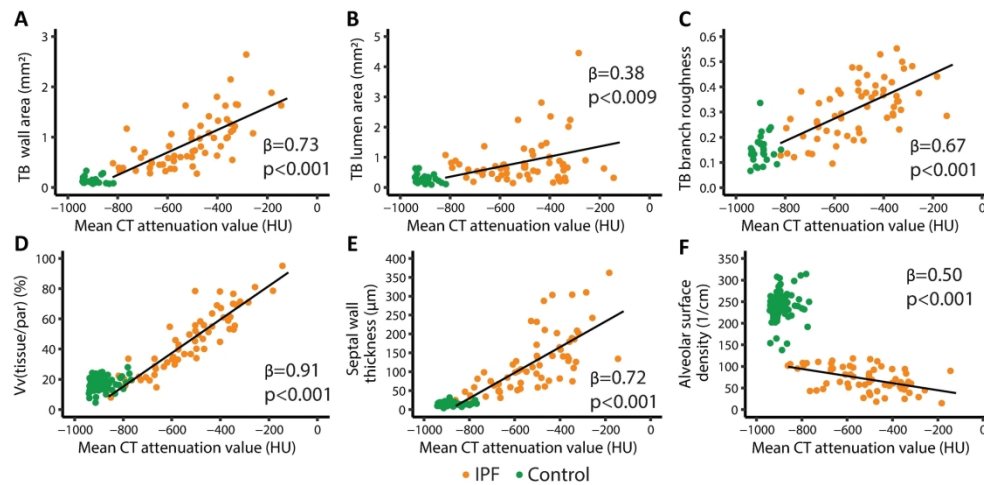 A
TB wall area (mm²)
3
2
1
0
β=0.73
p<0.001
−1000 −800 −600 −400 −200 0
Mean CT attenuation value (HU)
B
TB lumen area (mm²)
5
4
3
2
1
0
β=0.38
p<0.009
−1000 −800 −600 −400 −200 0
Mean CT attenuation value (HU)
C
TB branch roughness
0.6
0.5
0.4
0.3
0.2
0.1
0.0
β=0.67
p<0.001
−1000 −800 −600 −400 −200 0
Mean CT attenuation value (HU)
D
Vv(tissue/par) (%)
100
80
60
40
20
0
β=0.91
p<0.001
−1000 −800 −600 −400 −200 0
Mean CT attenuation value (HU)
E
Septal wall
thickness (µm)
400
350
300
250
200
150
100
50
0
β=0.72
p<0.001
−1000 −800 −600 −400 −200 0
Mean CT attenuation value (HU)
F
Alveolar surface
density (1/cm)
350
300
250
200
150
100
50
0
β=0.50
p<0.001
−1000 −800 −600 −400 −200 0
Mean CT attenuation value (HU)
IPF Control